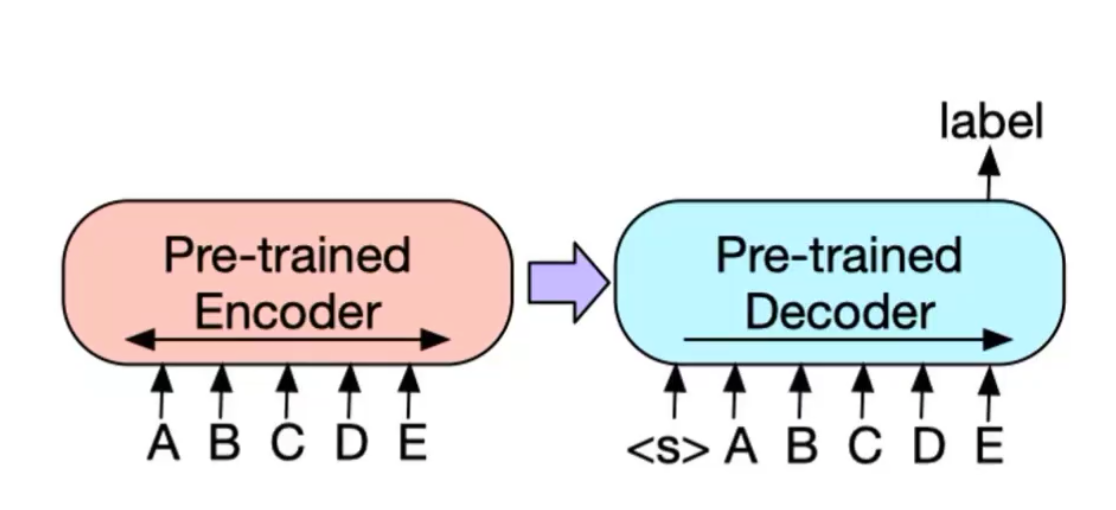 label
Pre-trained
Encoder
Pre-trained
Decoder
A B C D E
<s> A B C D E